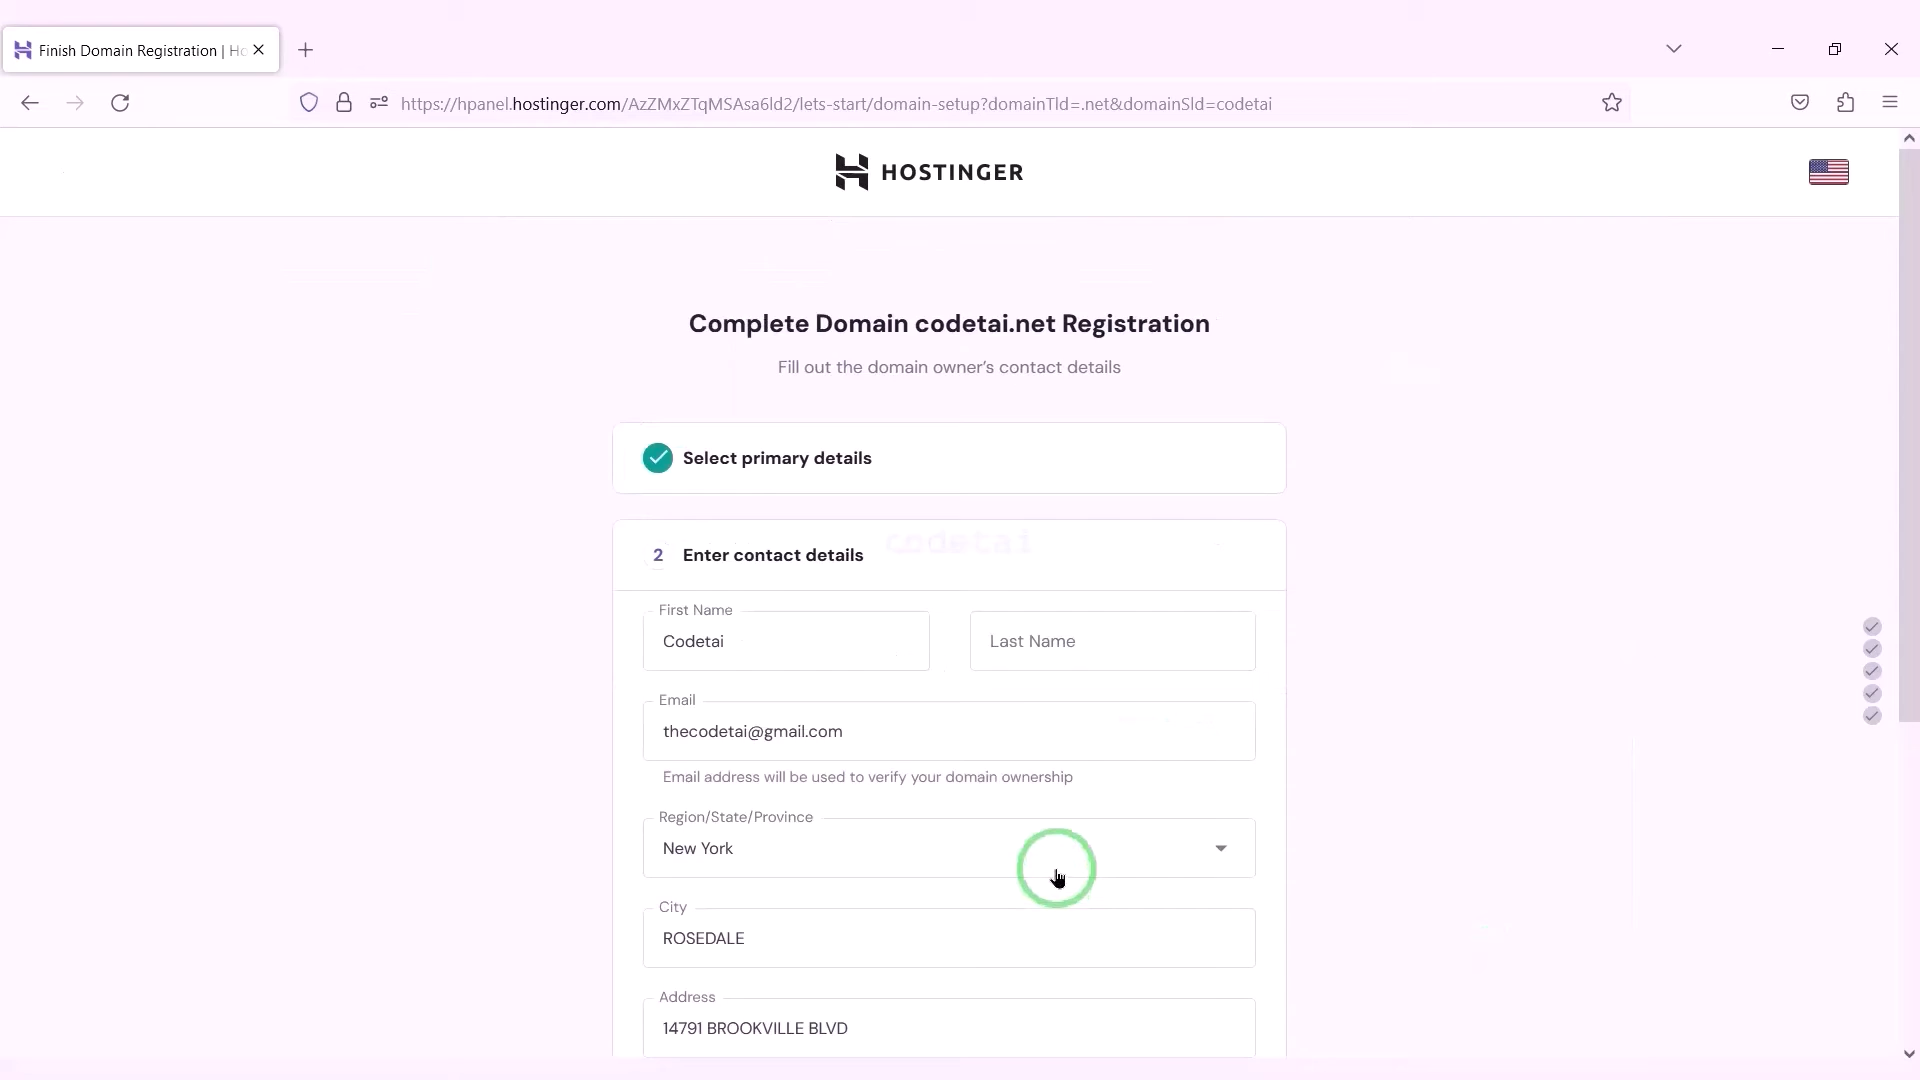 Finish Domain Registration | Ho
https://hpanel.hostinger.com/AzZMxZTqMSAsa6ld2/lets-start/domain-setup?domainTld=.net&domainSld=codetai
HOSTINGER
Complete Domain codetai.net Registration
Fill out the domain owner's contact details
Select primary details
codetai
2 Enter contact details
First Name
Codetai
Last Name
Email
thecodetai@gmail.com
Email address will be used to verify your domain ownership
Region/State/Province
New York
City
ROSEDALE
Address
14791 BROOKVILLE BLVD